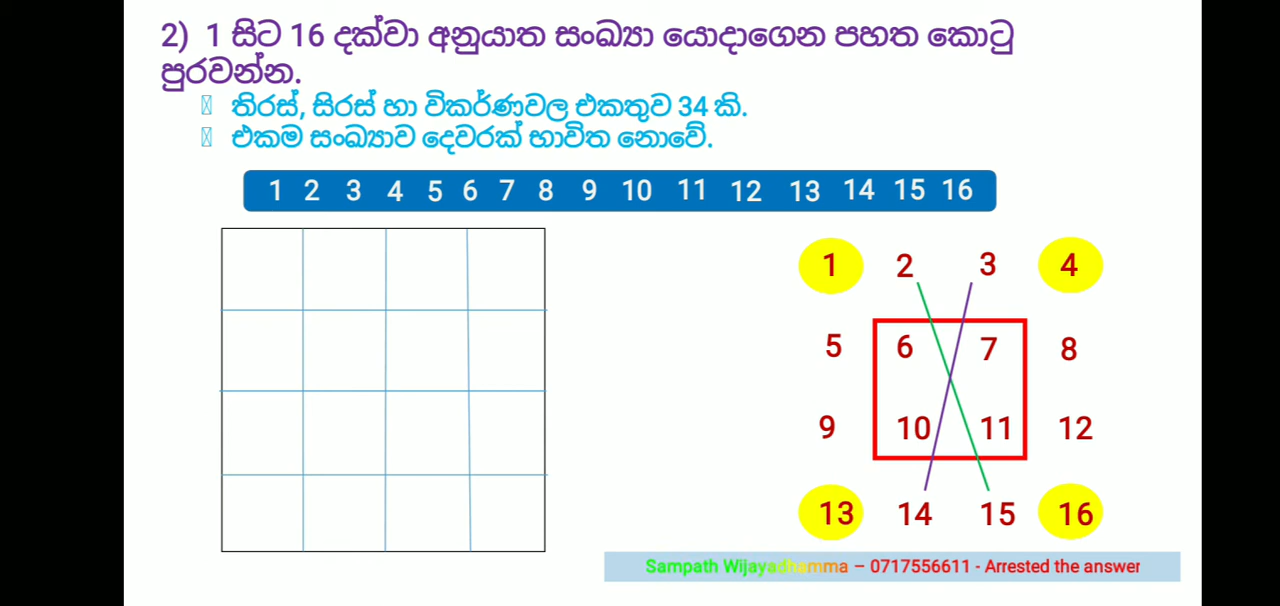 2) 1 සිට 16 දක්වා අනුයාත සංඛ්‍යා යොදාගෙන පහත කොටු
පුරවන්න.
තිරස්, සිරස් හා විකර්ණවල එකතුව 34 කි.
එකම සංඛ්‍යාව දෙවරක් භාවිත නොවේ.
1 2 3 4 5 6 7 8 9 10 11 12 13 14 15 16
1 2 3 4
5 6 7 8
9 10 11 12
13 14 15 16
Sampath Wijayadhamma – 0717556611 - Arrested the answer